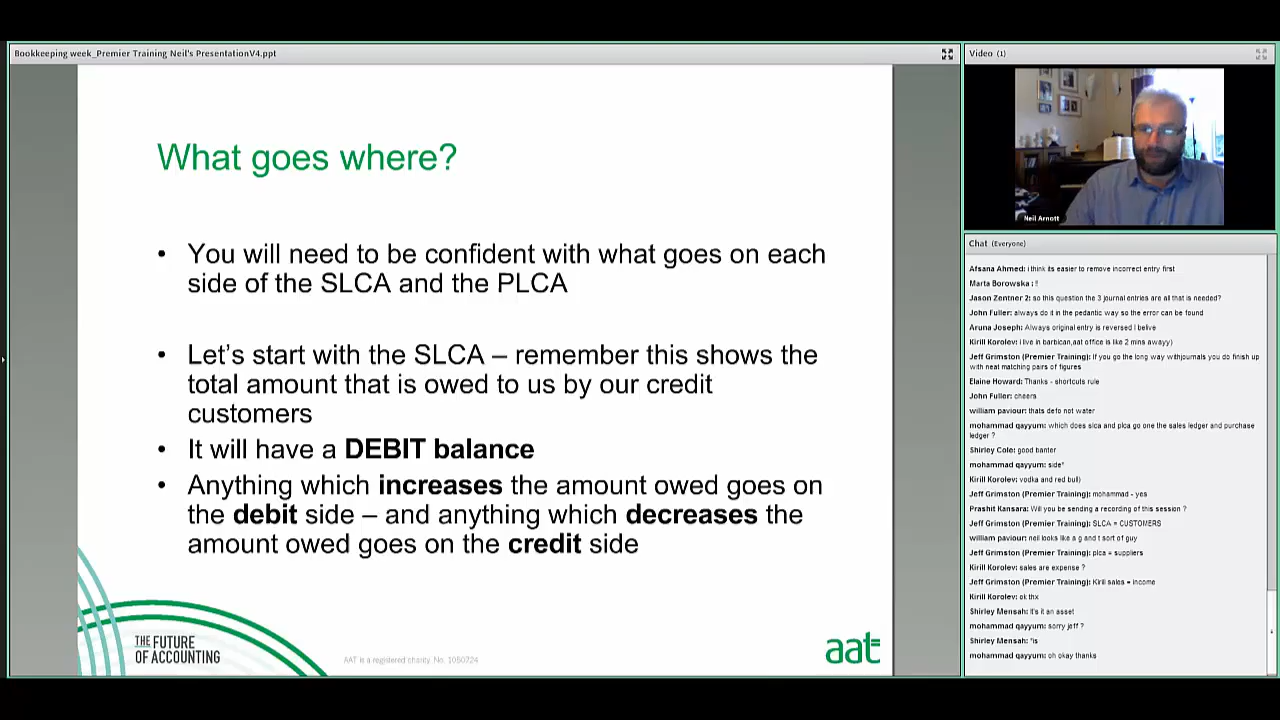 Bookkeeping week_Premier Training Neil's PresentationV4.ppt
What goes where?
• You will need to be confident with what goes on each
side of the SLCA and the PLCA
• Let's start with the SLCA – remember this shows the
total amount that is owed to us by our credit
customers
• It will have a DEBIT balance
• Anything which increases the amount owed goes on
the debit side – and anything which decreases the
amount owed goes on the credit side
THE FUTURE
OF ACCOUNTING
AAT is a registered charity. No. 1050724
aat
Video (1)
Neil Arnott
Chat (Everyone)
Afsana Ahmed: i think its easier to remove incorrect entry first
Marta Borowska : !!
Jason Zentner 2: so this question the 3 journal entries are all that is needed?
John Fuller: always do it in the pedantic way so the error can be found
Aruna Joseph: Always original entry is reversed I belive
Kirill Korolev: i live in barbican,aat office is like 2 mins awayy)
Jeff Grimston (Premier Training): If you go the long way withjournals you do finish up
with neat matching pairs of figures
Elaine Howard: Thanks - shortcuts rule
John Fuller: cheers
william paviour: thats defo not water
mohammad qayyum: which does slca and plca go one the sales ledger and purchase
ledger ?
Shirley Cole: good banter
mohammad qayyum: side*
Kirill Korolev: vodka and red bul)
Jeff Grimston (Premier Training): mohammad - yes
Prashit Kansara: Will you be sending a recording of this session ?
Jeff Grimston (Premier Training): SLCA = CUSTOMERS
william paviour: neil looks like a g and t sort of guy
Jeff Grimston (Premier Training): plca = suppliers
Kirill Korolev: sales are expense ?
Jeff Grimston (Premier Training): Kirill sales = income
Kirill Korolev: ok thx
Shirley Mensah: It's it an asset
mohammad qayyum: sorry jeff ?
Shirley Mensah: *is
mohammad qayyum: oh okay thanks